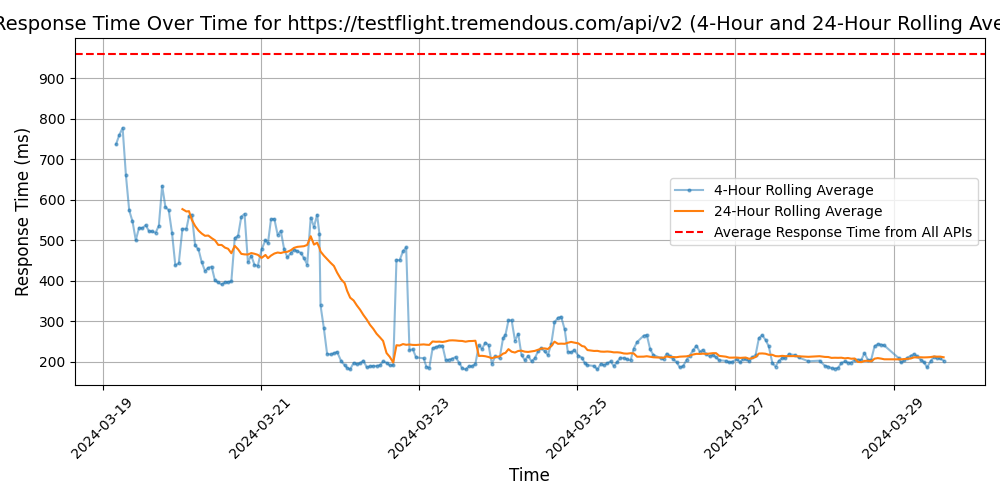 Response Time Over Time for https://testflight.tremendous.com/api/v2 (4-Hour and 24-Hour Rolling Ave
Response Time (ms)
900
800
700
600
500
400
300
200
4-Hour Rolling Average
24-Hour Rolling Average
Average Response Time from All APIs
2024-03-19
2024-03-21
2024-03-23
2024-03-25
2024-03-27
2024-03-29
Time